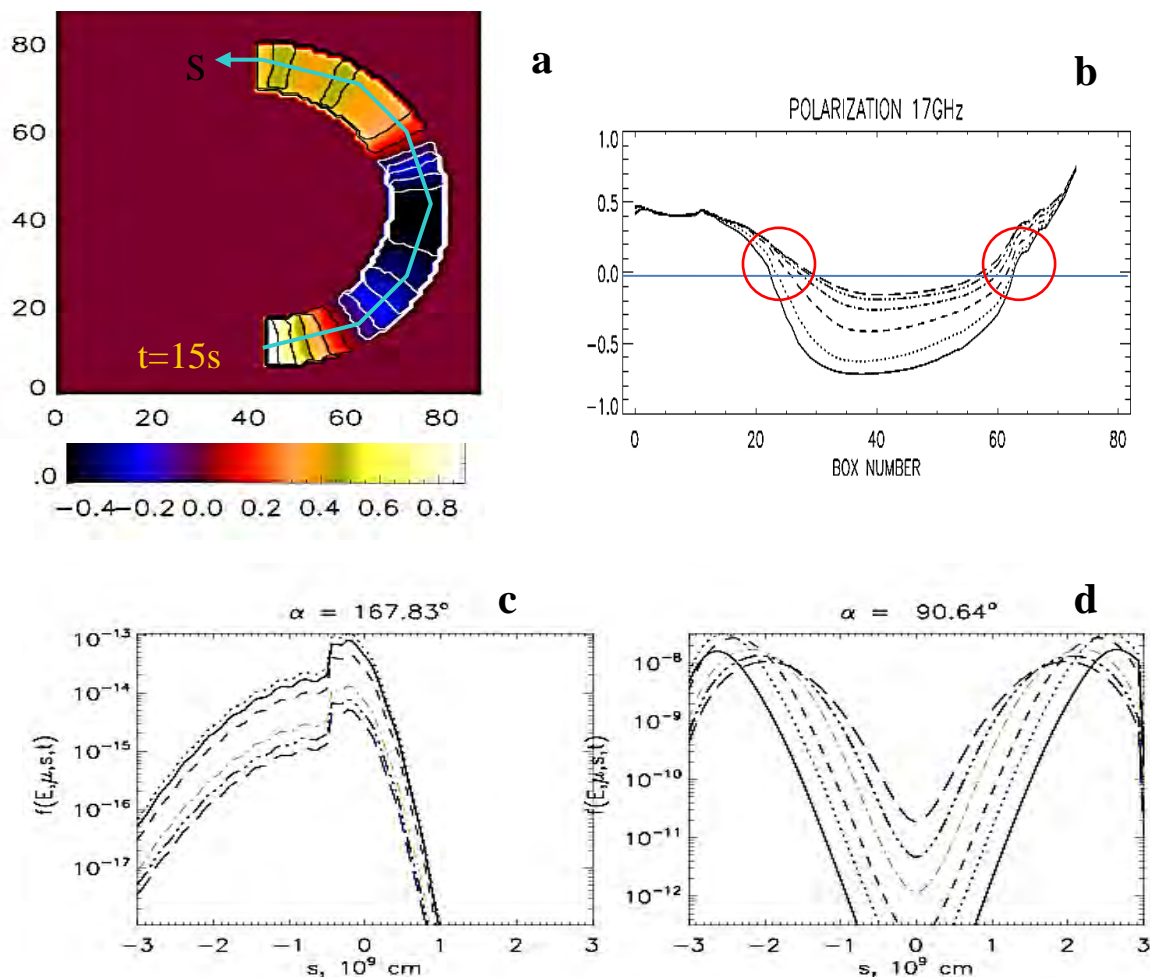 a
80
60
40
20
0
S
t=15s
0 20 40 60 80
.0
−0.4 −0.2 0.0 0.2 0.4 0.6 0.8
b
POLARIZATION 17GHz
1.0
0.5
0.0
−0.5
−1.0
0 20 40 60 80
BOX NUMBER
c
α = 167.83°
10⁻¹³
10⁻¹⁴
10⁻¹⁵
10⁻¹⁶
10⁻¹⁷
f(E,μ,s,t)
−3 −2 −1 0 1 2 3
s, 10⁹ cm
d
α = 90.64°
10⁻⁸
10⁻⁹
10⁻¹⁰
10⁻¹¹
10⁻¹²
f(E,μ,s,t)
−3 −2 −1 0 1 2 3
s, 10⁹ cm